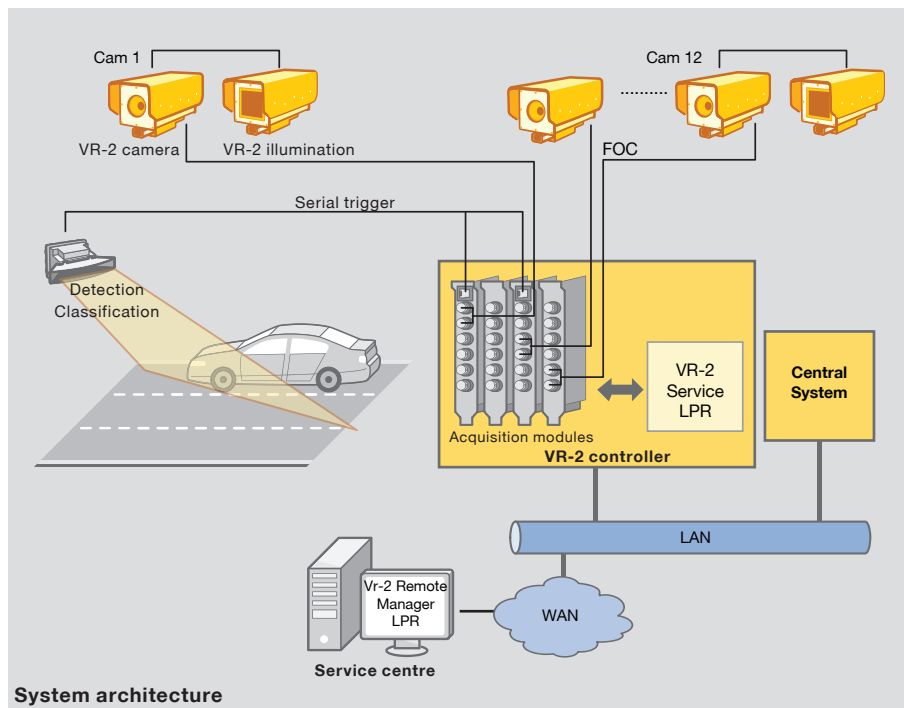 Cam 1
Cam 12
VR-2 camera
VR-2 illumination
FOC
Serial trigger
Detection
Classification
VR-2
Service
LPR
Central
System
Acquisition modules
VR-2 controller
LAN
Vr-2 Remote
Manager
LPR
WAN
Service centre
System architecture